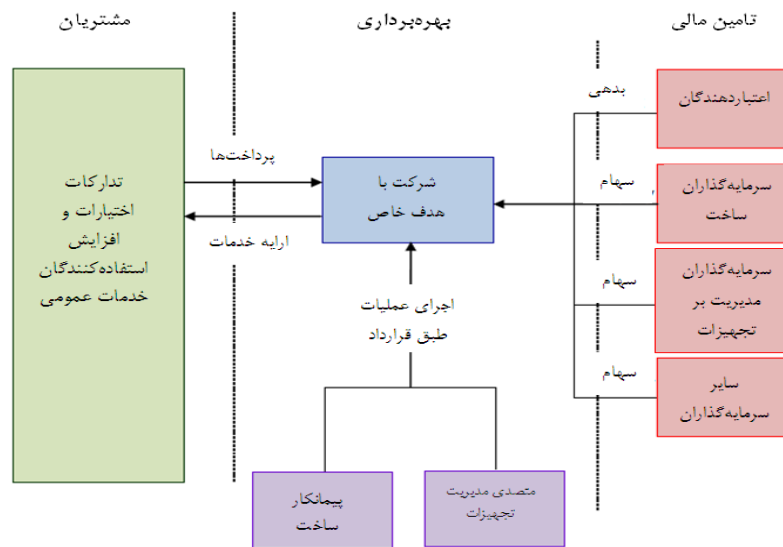 تامین مالی
بهره‌برداری
مشتریان
اعتباردهندگان
بدهی
سرمایه‌گذاران
ساخت
سهام
سرمایه‌گذاران
مدیریت بر
تجهیزات
سهام
سایر
سرمایه‌گذاران
سهام
شرکت با
هدف خاص
پرداخت‌ها
ارایه خدمات
تدارکات
اختیارات و
افزایش
استفاده‌کنندگان
خدمات عمومی
اجرای عملیات
طبق قرارداد
متصدی مدیریت
تجهیزات
پیمانکار
ساخت